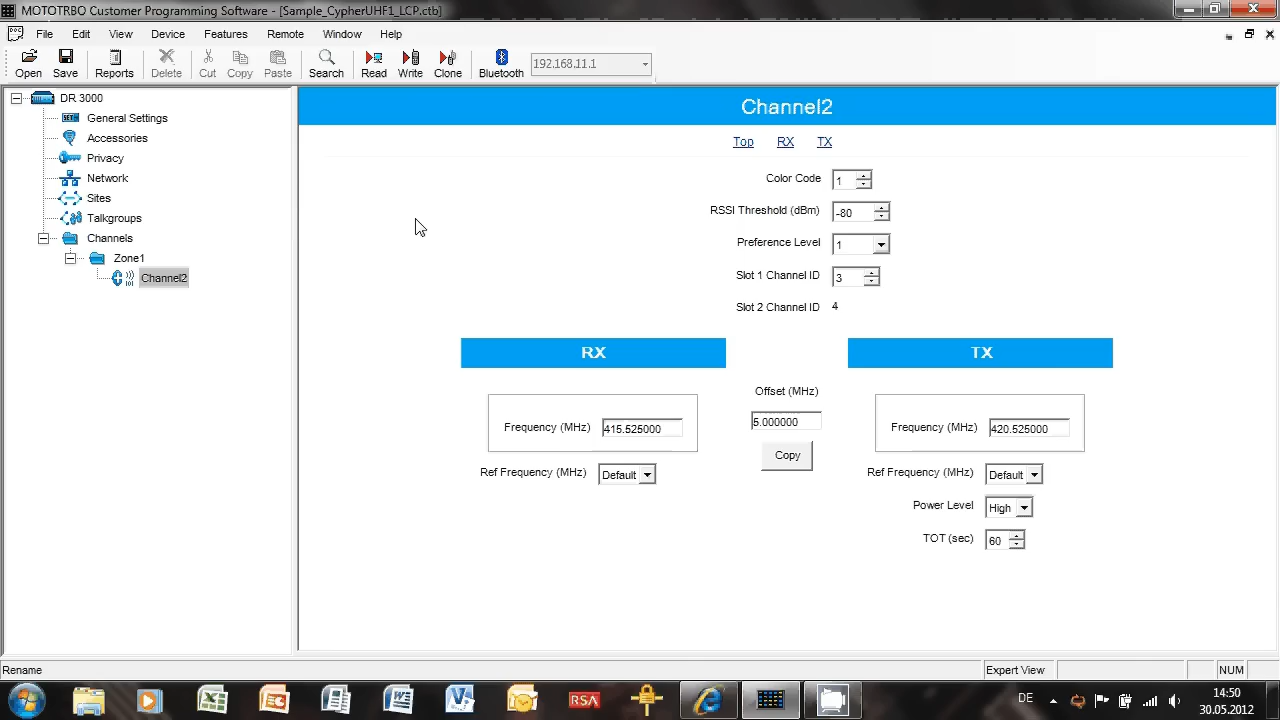 MOTOTRBO Customer Programming Software - [Sample_CypherUHF1_LCP.ctb]
File Edit View Device Features Remote Window Help
Open Save Reports Delete Cut Copy Paste Search Read Write Clone Bluetooth 192.168.11.1
DR 3000
General Settings
Accessories
Privacy
Network
Sites
Talkgroups
Channels
Zone1
Channel2
Channel2
Top RX TX
Color Code 1
RSSI Threshold (dBm) -80
Preference Level 1
Slot 1 Channel ID 3
Slot 2 Channel ID 4
RX
Frequency (MHz) 415.525000
Ref Frequency (MHz) Default
Offset (MHz)
5.000000
Copy
TX
Frequency (MHz) 420.525000
Ref Frequency (MHz) Default
Power Level High
TOT (sec) 60
Rename Expert View NUM
RSA DE 14:50
30.05.2012